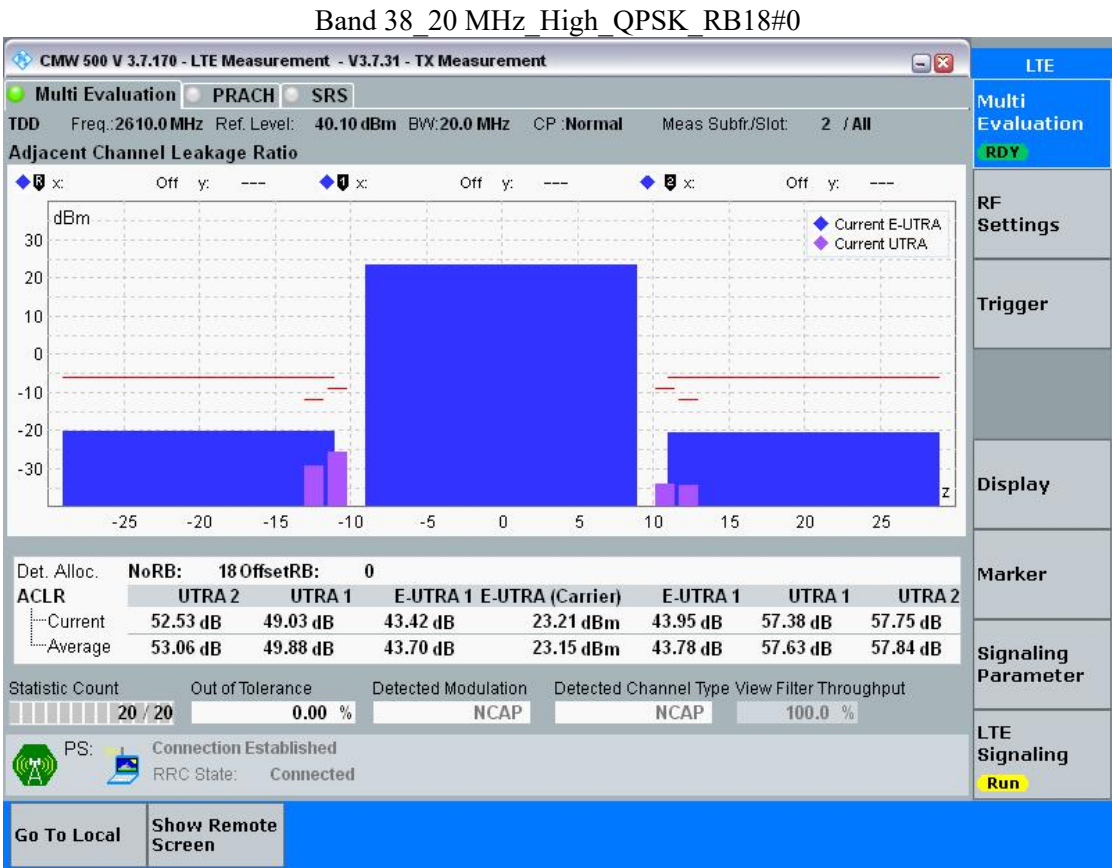 Band 38_20 MHz_High_QPSK_RB18#0
CMW 500 V 3.7.170 - LTE Measurement - V3.7.31 - TX Measurement
LTE
Multi Evaluation PRACH SRS
Multi
Evaluation
RDY
TDD Freq.:2610.0 MHz Ref. Level: 40.10 dBm BW:20.0 MHz CP :Normal Meas Subfr./Slot: 2 / All
Adjacent Channel Leakage Ratio
R x: Off y: --- 1 x: Off y: --- 2 x: Off y: ---
RF
Settings
dBm
Current E-UTRA
Current UTRA
30
20
10
0
-10
-20
-30
Z
-25 -20 -15 -10 -5 0 5 10 15 20 25
Trigger
Display
Marker
Det. Alloc. NoRB: 18 OffsetRB: 0
ACLR UTRA 2 UTRA 1 E-UTRA 1 E-UTRA (Carrier) E-UTRA 1 UTRA 1 UTRA 2
Current 52.53 dB 49.03 dB 43.42 dB 23.21 dBm 43.95 dB 57.38 dB 57.75 dB
Average 53.06 dB 49.88 dB 43.70 dB 23.15 dBm 43.78 dB 57.63 dB 57.84 dB
Signaling
Parameter
Statistic Count Out of Tolerance Detected Modulation Detected Channel Type View Filter Throughput
20 / 20 0.00 % NCAP NCAP 100.0 %
PS: Connection Established
RRC State: Connected
LTE
Signaling
Run
Go To Local
Show Remote
Screen